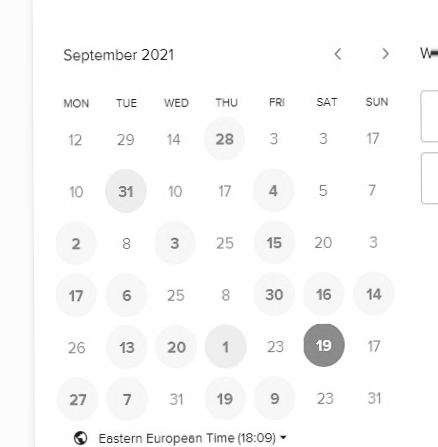 September 2021
MON TUE WED THU FRI SAT SUN
12 29 14 28 3 3 17
10 31 10 17 4 5 7
2 8 3 25 15 20 3
17 6 25 8 30 16 14
26 13 20 1 23 19 17
27 7 31 19 9 23 31
Eastern European Time (18:09)